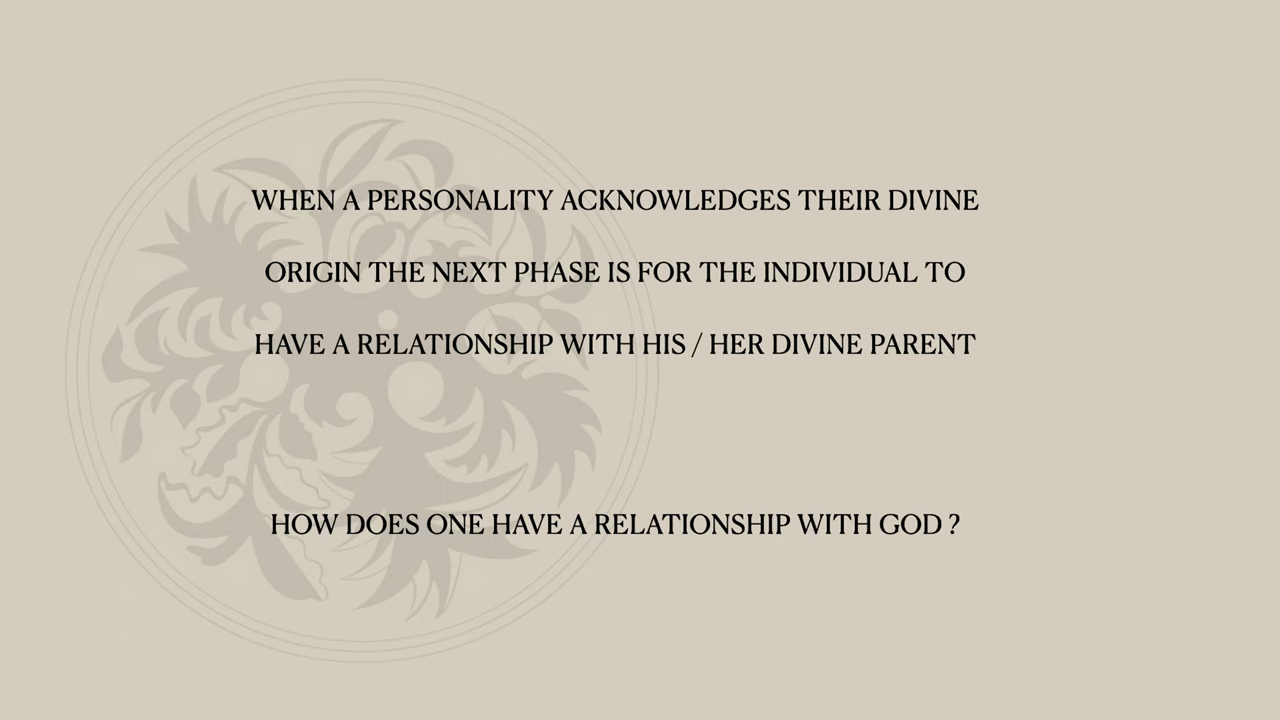 WHEN A PERSONALITY ACKNOWLEDGES THEIR DIVINE
ORIGIN THE NEXT PHASE IS FOR THE INDIVIDUAL TO
HAVE A RELATIONSHIP WITH HIS / HER DIVINE PARENT
HOW DOES ONE HAVE A RELATIONSHIP WITH GOD ?